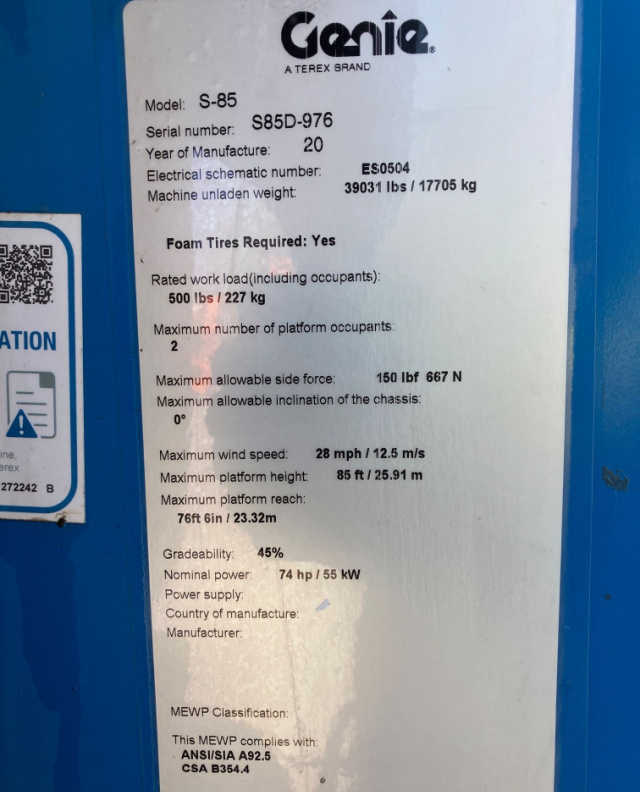 Genie.
A TEREX BRAND
Model: S-85
Serial number: S85D-976
Year of Manufacture: 20
Electrical schematic number: ES0504
Machine unladen weight: 39031 lbs / 17705 kg
Foam Tires Required: Yes
Rated work load(including occupants):
500 lbs / 227 kg
Maximum number of platform occupants:
2
Maximum allowable side force: 150 lbf 667 N
Maximum allowable inclination of the chassis:
0°
Maximum wind speed: 28 mph / 12.5 m/s
Maximum platform height: 85 ft / 25.91 m
Maximum platform reach:
76ft 6in / 23.32m
Gradeability: 45%
Nominal power: 74 hp / 55 kW
Power supply:
Country of manufacture:
Manufacturer:
MEWP Classification:
This MEWP complies with:
ANSI/SIA A92.5
CSA B354.4
ATION
ine.
erex
272242 B